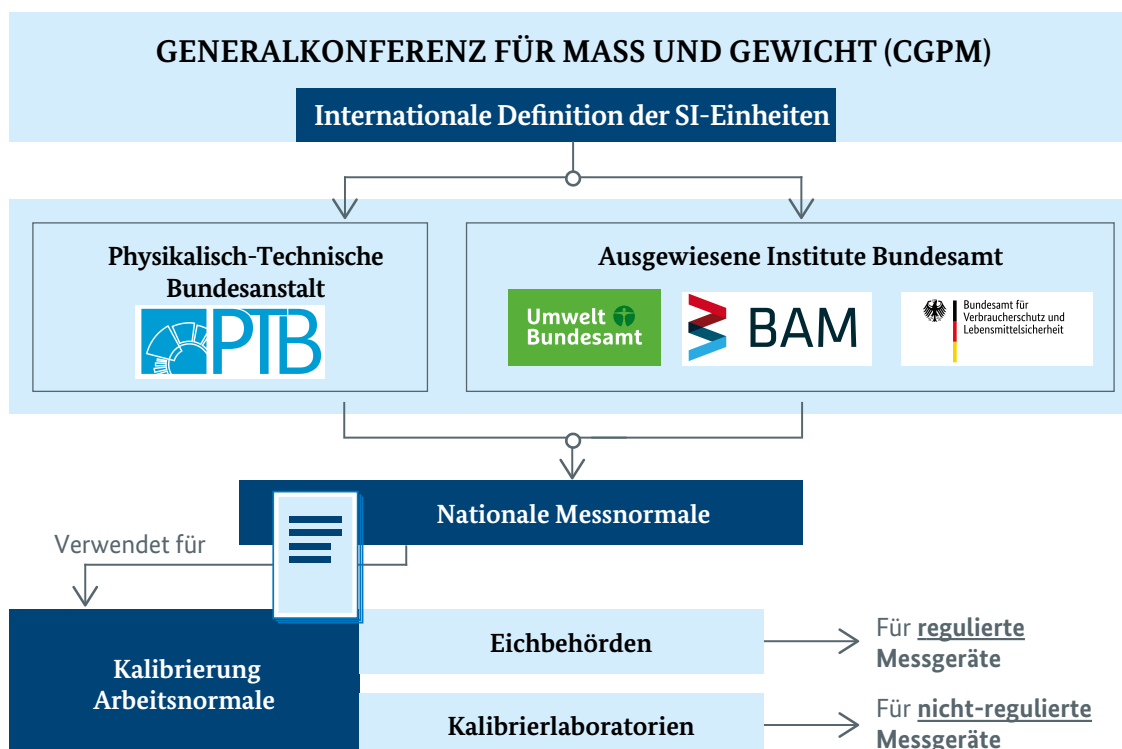 GENERALKONFERENZ FÜR MASS UND GEWICHT (CGPM)
Internationale Definition der SI-Einheiten
Physikalisch-Technische
Bundesanstalt
PTB
Ausgewiesene Institute Bundesamt
Umwelt
Bundesamt
BAM
Bundesamt für
Verbraucherschutz und
Lebensmittelsicherheit
Nationale Messnormale
Verwendet für
Kalibrierung
Arbeitsnormale
Eichbehörden
Für regulierte
Messgeräte
Kalibrierlaboratorien
Für nicht-regulierte
Messgeräte